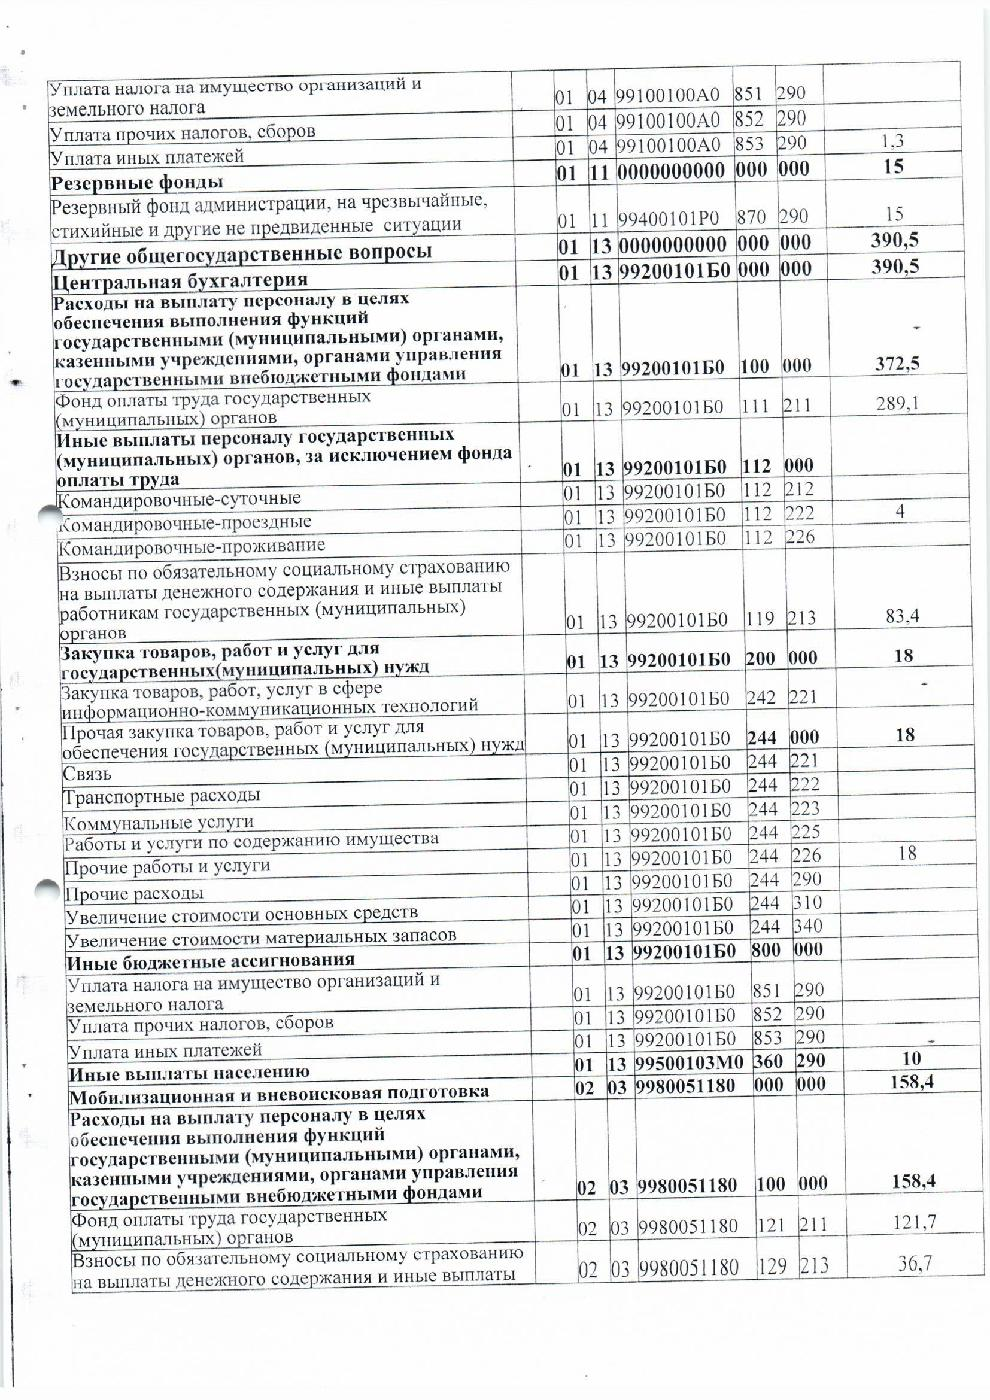 Уплата налога на имущество организаций и
земельного налога 01 04 99100100А0 851 290
Уплата прочих налогов, сборов 01 04 99100100А0 852 290
Уплата иных платежей 01 04 99100100А0 853 290 1,3
Резервные фонды 01 11 0000000000 000 000 15
Резервный фонд администрации, на чрезвычайные,
стихийные и другие не предвиденные ситуации 01 11 99400101Р0 870 290 15
Другие общегосударственные вопросы 01 13 0000000000 000 000 390,5
Центральная бухгалтерия 01 13 99200101Б0 000 000 390,5
Расходы на выплату персоналу в целях
обеспечения выполнения функций
государственными (муниципальными) органами,
казенными учреждениями, органами управления
государственными внебюджетными фондами 01 13 99200101Б0 100 000 372,5
Фонд оплаты труда государственных
(муниципальных) органов 01 13 99200101Б0 111 211 289,1
Иные выплаты персоналу государственных
(муниципальных) органов, за исключением фонда
оплаты труда 01 13 99200101Б0 112 000
Командировочные-суточные 01 13 99200101Б0 112 212
Командировочные-проездные 01 13 99200101Б0 112 222 4
Командировочные-проживание 01 13 99200101Б0 112 226
Взносы по обязательному социальному страхованию
на выплаты денежного содержания и иные выплаты
работникам государственных (муниципальных)
органов 01 13 99200101Б0 119 213 83,4
Закупка товаров, работ и услуг для
государственных(муниципальных) нужд 01 13 99200101Б0 200 000 18
Закупка товаров, работ, услуг в сфере
информационно-коммуникационных технологий 01 13 99200101Б0 242 221
Прочая закупка товаров, работ и услуг для
обеспечения государственных (муниципальных) нужд 01 13 99200101Б0 244 000 18
Связь 01 13 99200101Б0 244 221
Транспортные расходы 01 13 99200101Б0 244 222
Коммунальные услуги 01 13 99200101Б0 244 223
Работы и услуги по содержанию имущества 01 13 99200101Б0 244 225
Прочие работы и услуги 01 13 99200101Б0 244 226 18
Прочие расходы 01 13 99200101Б0 244 290
Увеличение стоимости основных средств 01 13 99200101Б0 244 310
Увеличение стоимости материальных запасов 01 13 99200101Б0 244 340
Иные бюджетные ассигнования 01 13 99200101Б0 800 000
Уплата налога на имущество организаций и
земельного налога 01 13 99200101Б0 851 290
Уплата прочих налогов, сборов 01 13 99200101Б0 852 290
Уплата иных платежей 01 13 99200101Б0 853 290
Иные выплаты населению 01 13 99500103М0 360 290 10
Мобилизационная и вневоисковая подготовка 02 03 9980051180 000 000 158,4
Расходы на выплату персоналу в целях
обеспечения выполнения функций
государственными (муниципальными) органами,
казенными учреждениями, органами управления
государственными внебюджетными фондами 02 03 9980051180 100 000 158,4
Фонд оплаты труда государственных
(муниципальных) органов 02 03 9980051180 121 211 121,7
Взносы по обязательному социальному страхованию
на выплаты денежного содержания и иные выплаты 02 03 9980051180 129 213 36,7